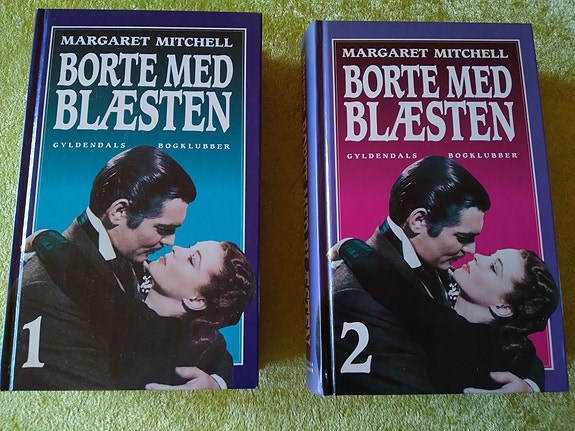 MARGARET MITCHELL
BORTE MED
BLÆSTEN
GYLDENDALS BOGKLUBBER
1
MARGARET MITCHELL
BORTE MED
BLÆSTEN
GYLDENDALS BOGKLUBBER
2